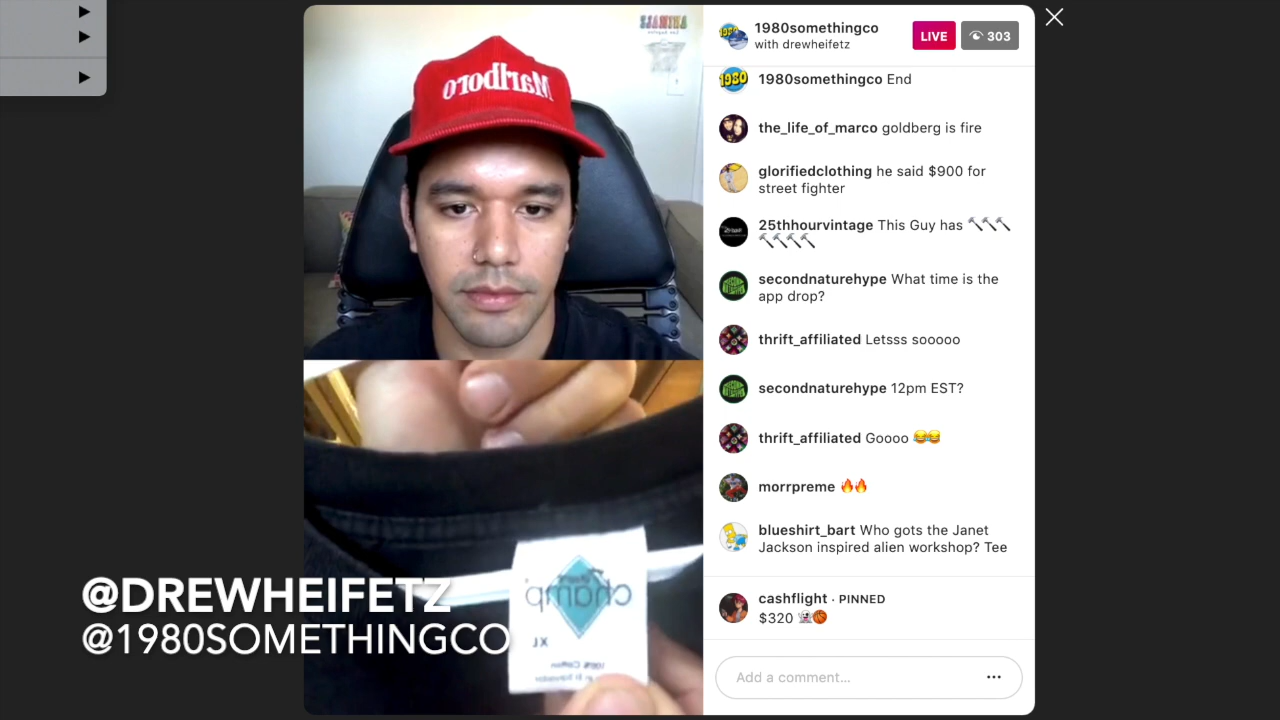 Marlboro
champ
XL
100% Cotton
@DREWHEIFETZ
@1980SOMETHINGCO
1980somethingco
with drewheifetz
LIVE
303
1980somethingco End
the_life_of_marco goldberg is fire
glorifiedclothing he said $900 for
street fighter
25thhourvintage This Guy has 🔨🔨🔨
🔨🔨🔨🔨
secondnaturehype What time is the
app drop?
thrift_affiliated Letsss sooooo
secondnaturehype 12pm EST?
thrift_affiliated Goooo 😂😂
morrpreme 🔥🔥
blueshirt_bart Who gots the Janet
Jackson inspired alien workshop? Tee
cashflight · PINNED
$320 👻🏀
Add a comment...